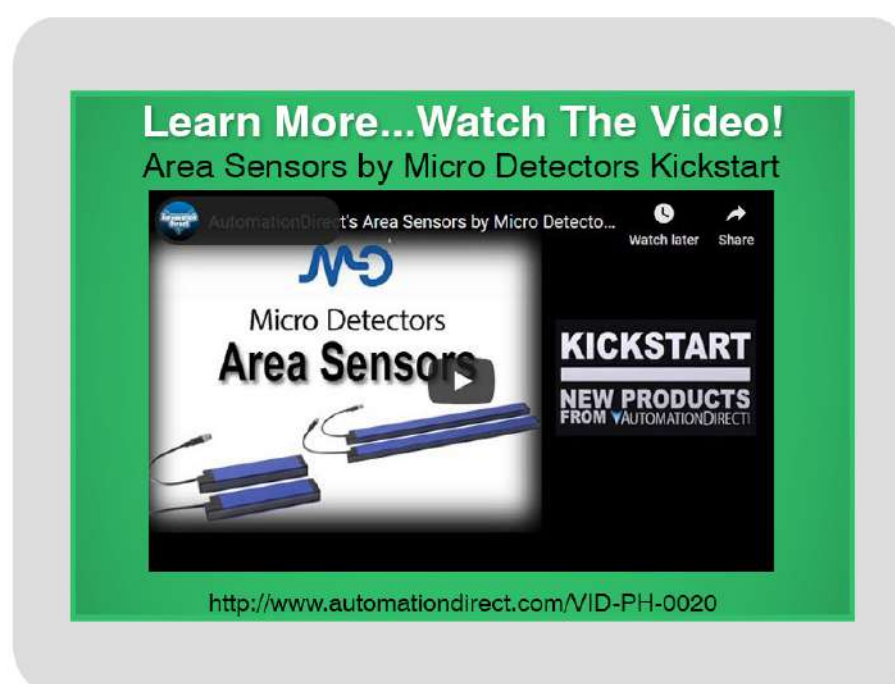 Learn More...Watch The Video!
Area Sensors by Micro Detectors Kickstart
AutomationDirect's Area Sensors by Micro Detecto...
Watch later
Share
Micro Detectors
Area Sensors
KICKSTART
NEW PRODUCTS
FROM AUTOMATIONDIRECT!
http://www.automationdirect.com/VID-PH-0020